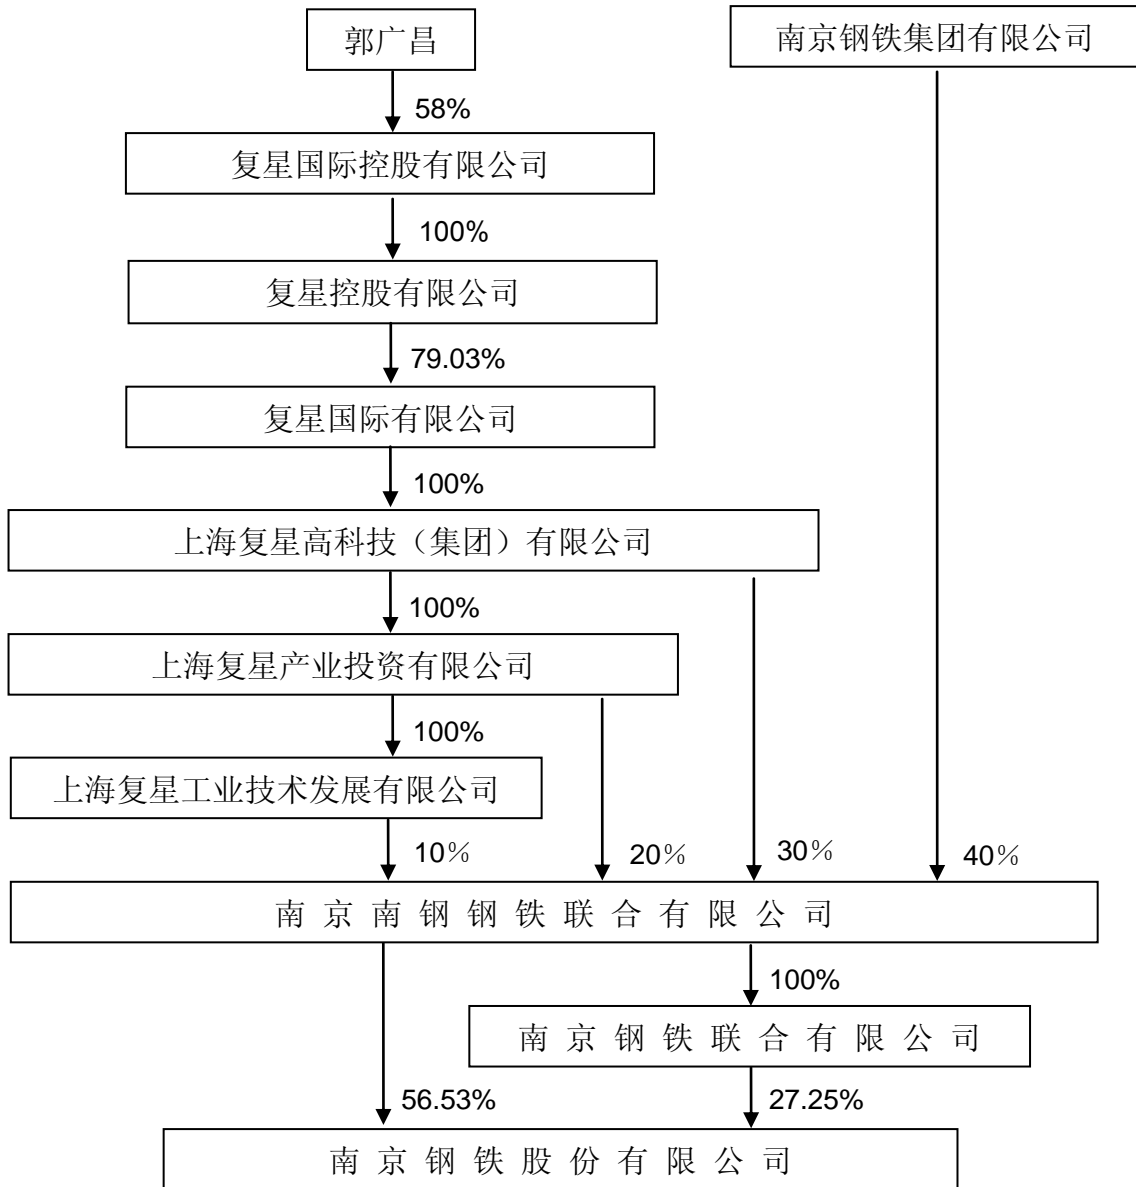 郭广昌
南京钢铁集团有限公司
58%
复星国际控股有限公司
100%
复星控股有限公司
79.03%
复星国际有限公司
100%
上海复星高科技（集团）有限公司
100%
上海复星产业投资有限公司
100%
上海复星工业技术发展有限公司
10%
20%
30%
40%
南京南钢钢铁联合有限公司
100%
南京钢铁联合有限公司
56.53%
27.25%
南京钢铁股份有限公司